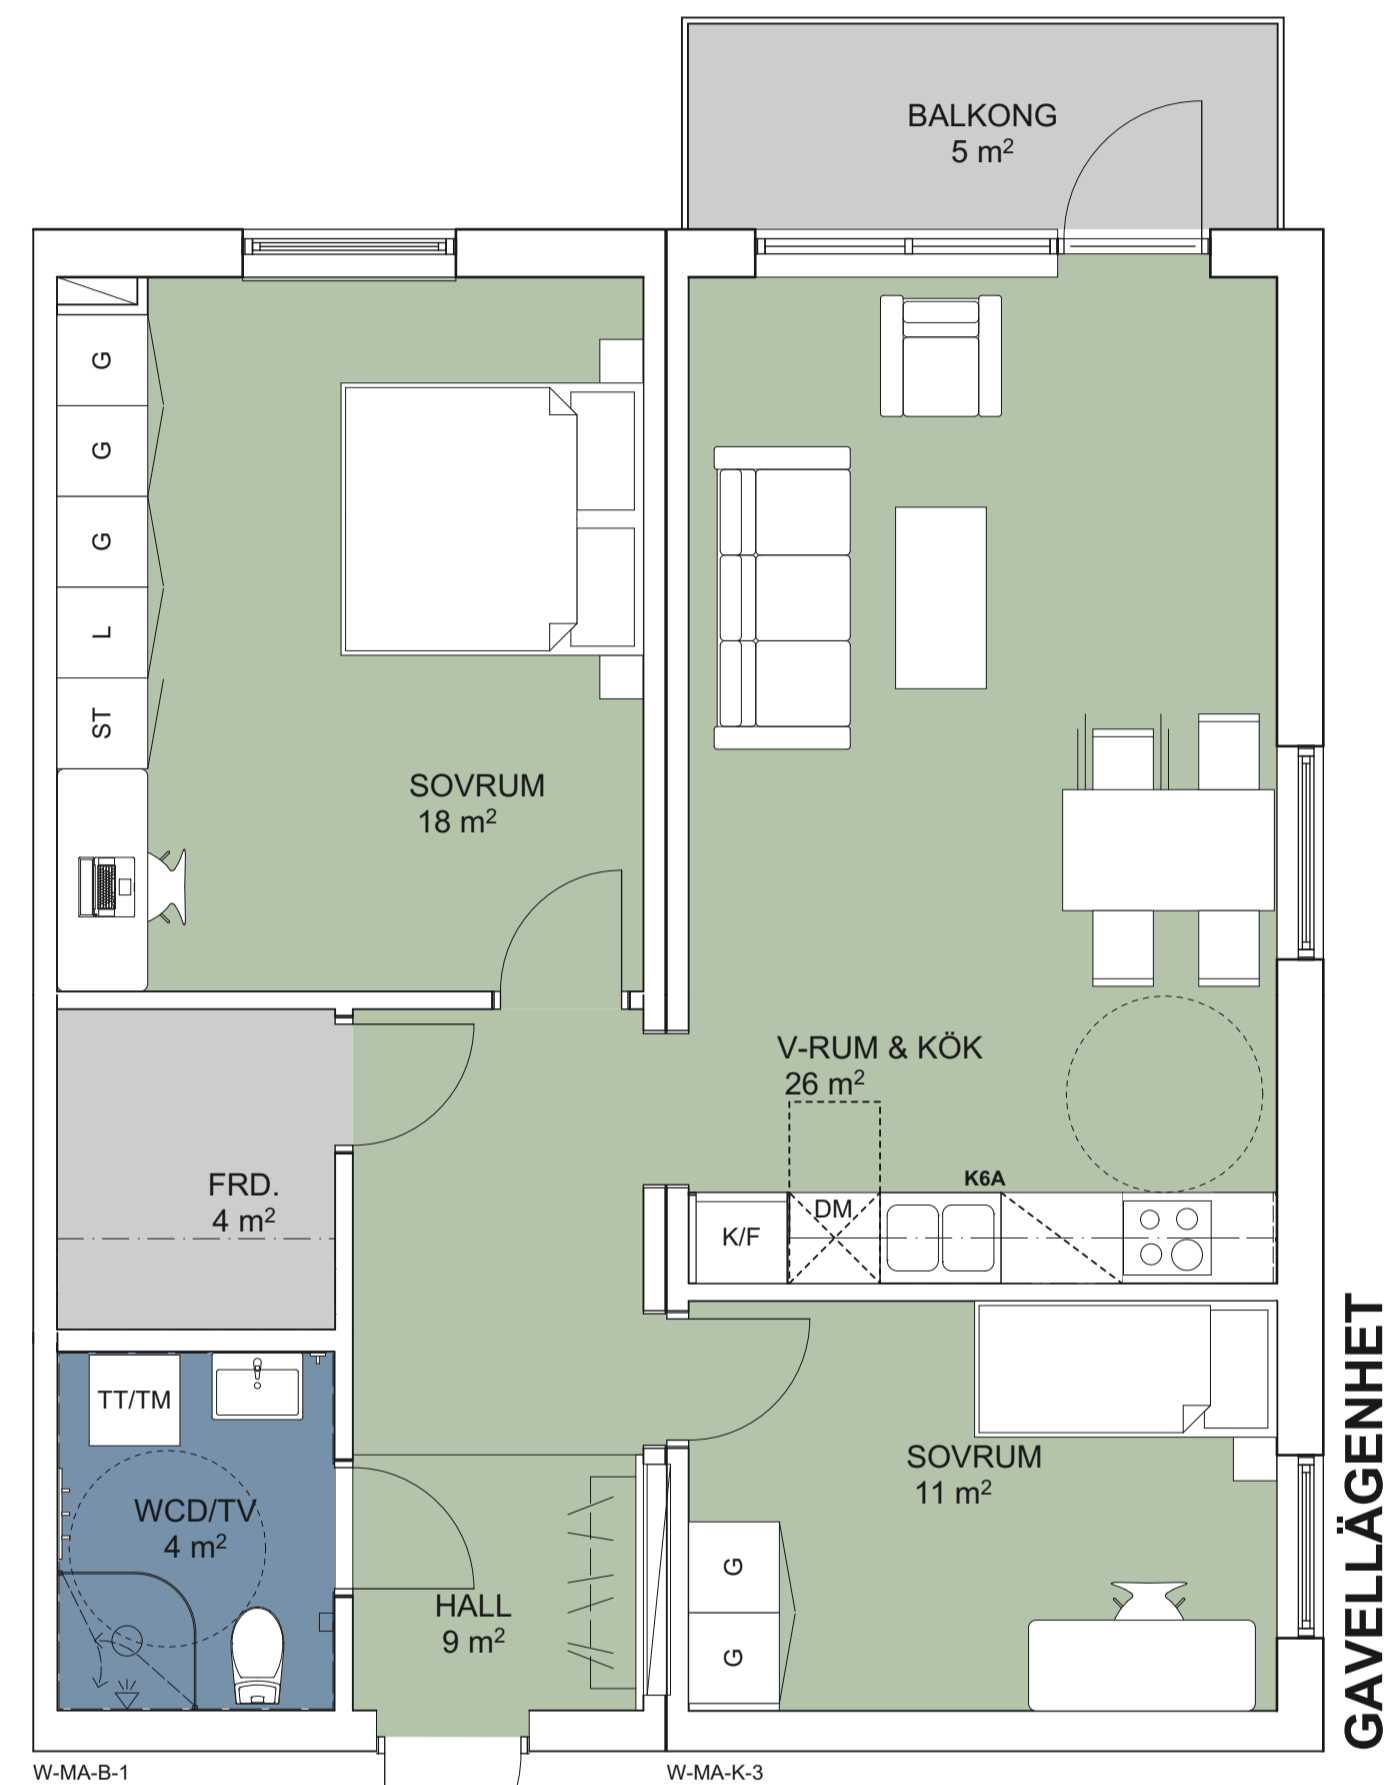 BALKONG
5 m²
G
G
G
L
ST
SOVRUM
18 m²
V-RUM & KÖK
26 m²
K6A
K/F
DM
FRD.
4 m²
TT/TM
WCD/TV
4 m²
HALL
9 m²
SOVRUM
11 m²
G
G
GAVELLÄGENHET
W-MA-B-1
W-MA-K-3